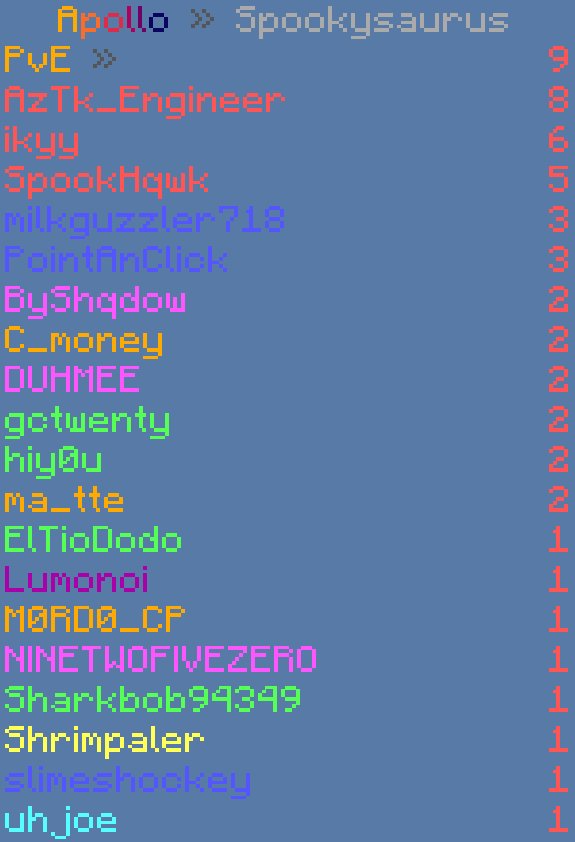 Apollo » Spookysaurus
PvE » 9
AzTk_Engineer 8
ikyy 6
SpookHqwk 5
milkguzzler718 3
PointAnClick 3
ByShqdow 2
C_money 2
DUHMEE 2
gctwenty 2
hiy0u 2
ma_tte 2
ElTioDodo 1
Lumonoi 1
M0RD0_CP 1
NINETWOFIVEZERO 1
Sharkbob94349 1
Shrimpaler 1
slimeshockey 1
uh_joe 1